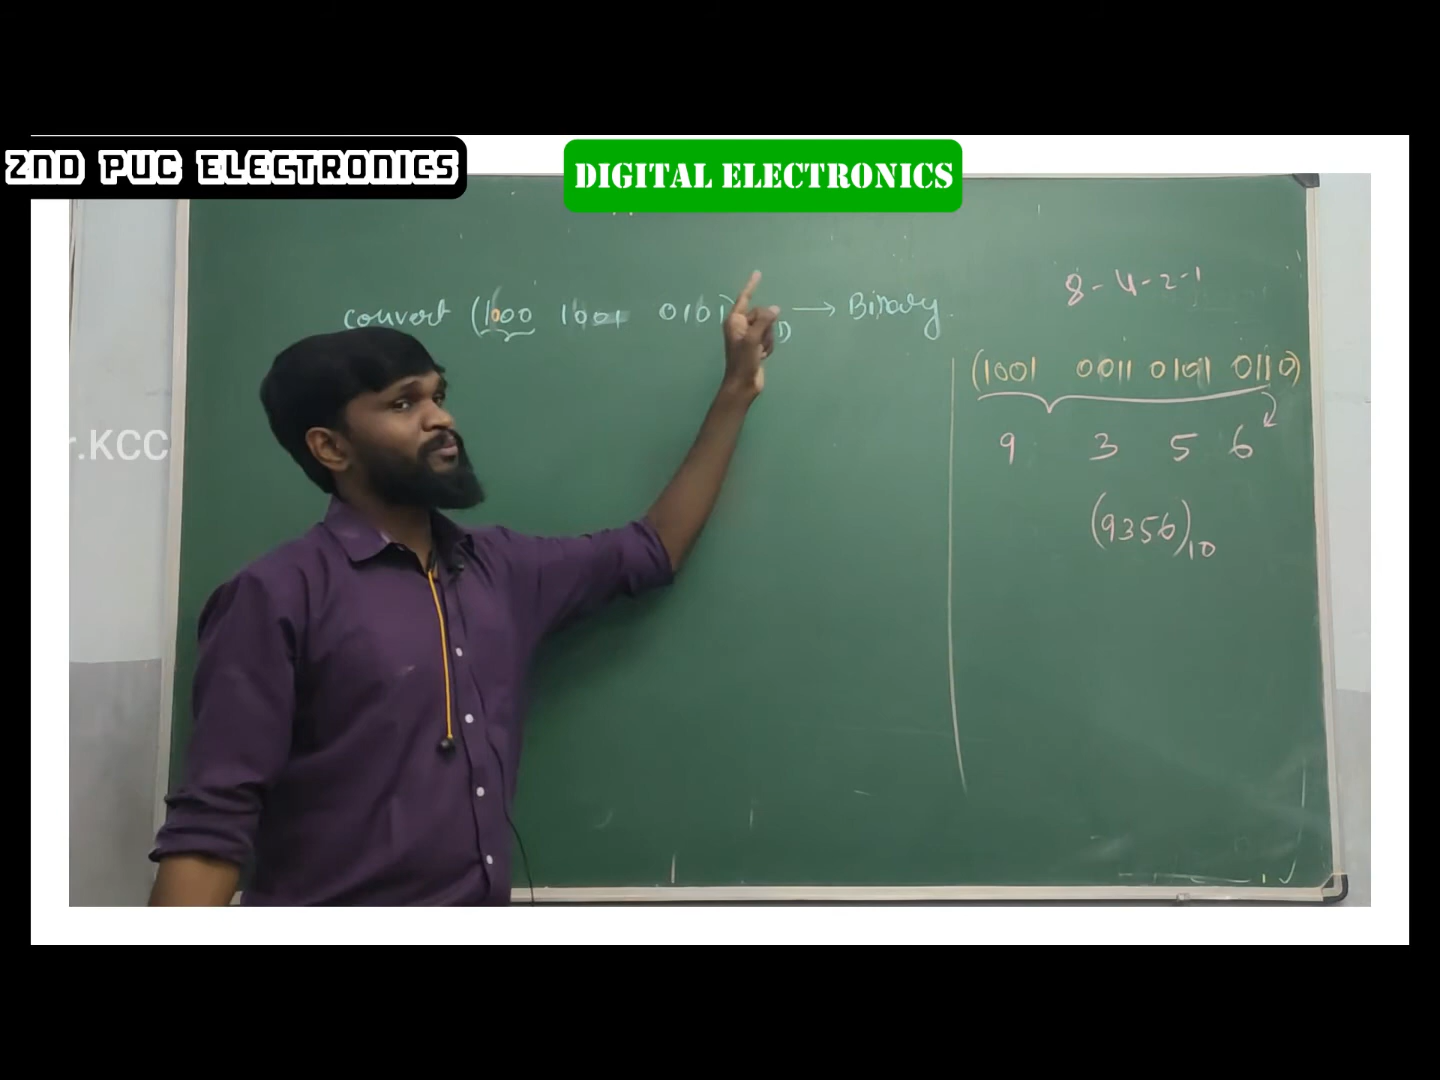 2ND PUC ELECTRONICS
DIGITAL ELECTRONICS
convert (1000 1001 0101) D → Binary
8-4-2-1
(1001 0011 0101 0110)
9 3 5 6
(9356)10
r.KCC